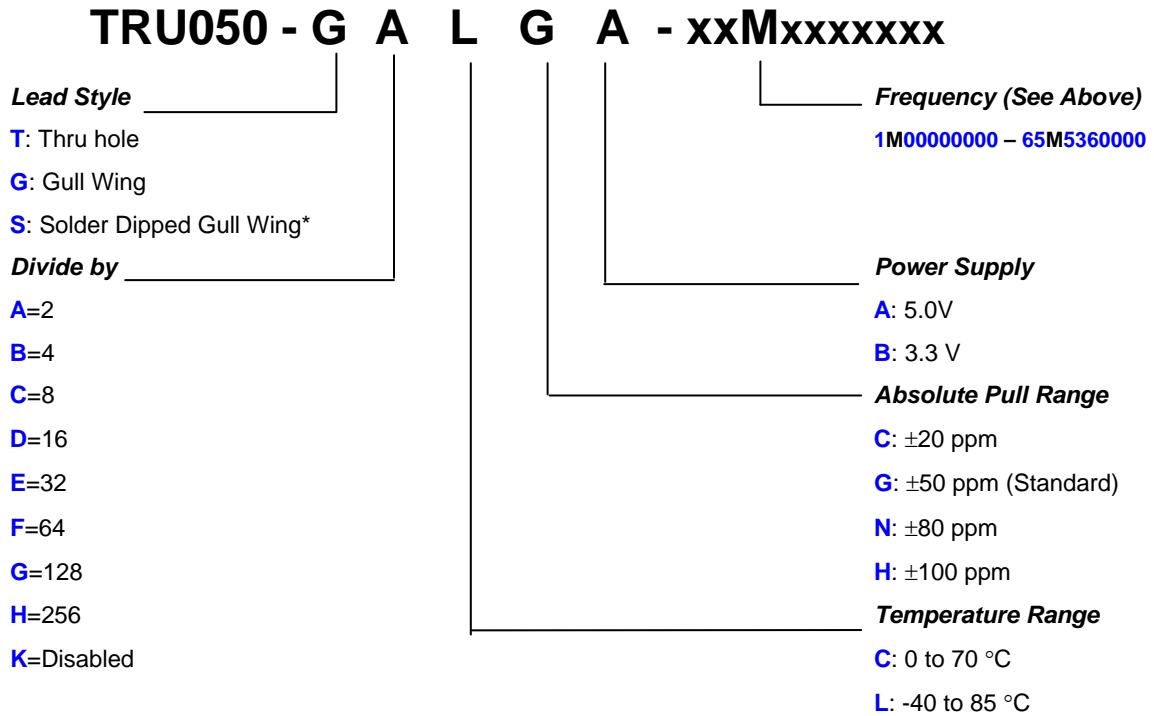 TRU050 - G A L G A - xxMxxxxxxx
Lead Style
T: Thru hole
G: Gull Wing
S: Solder Dipped Gull Wing*
Divide by
A=2
B=4
C=8
D=16
E=32
F=64
G=128
H=256
K=Disabled
Frequency (See Above)
1M00000000 – 65M5360000
Power Supply
A: 5.0V
B: 3.3 V
Absolute Pull Range
C: ±20 ppm
G: ±50 ppm (Standard)
N: ±80 ppm
H: ±100 ppm
Temperature Range
C: 0 to 70 °C
L: -40 to 85 °C